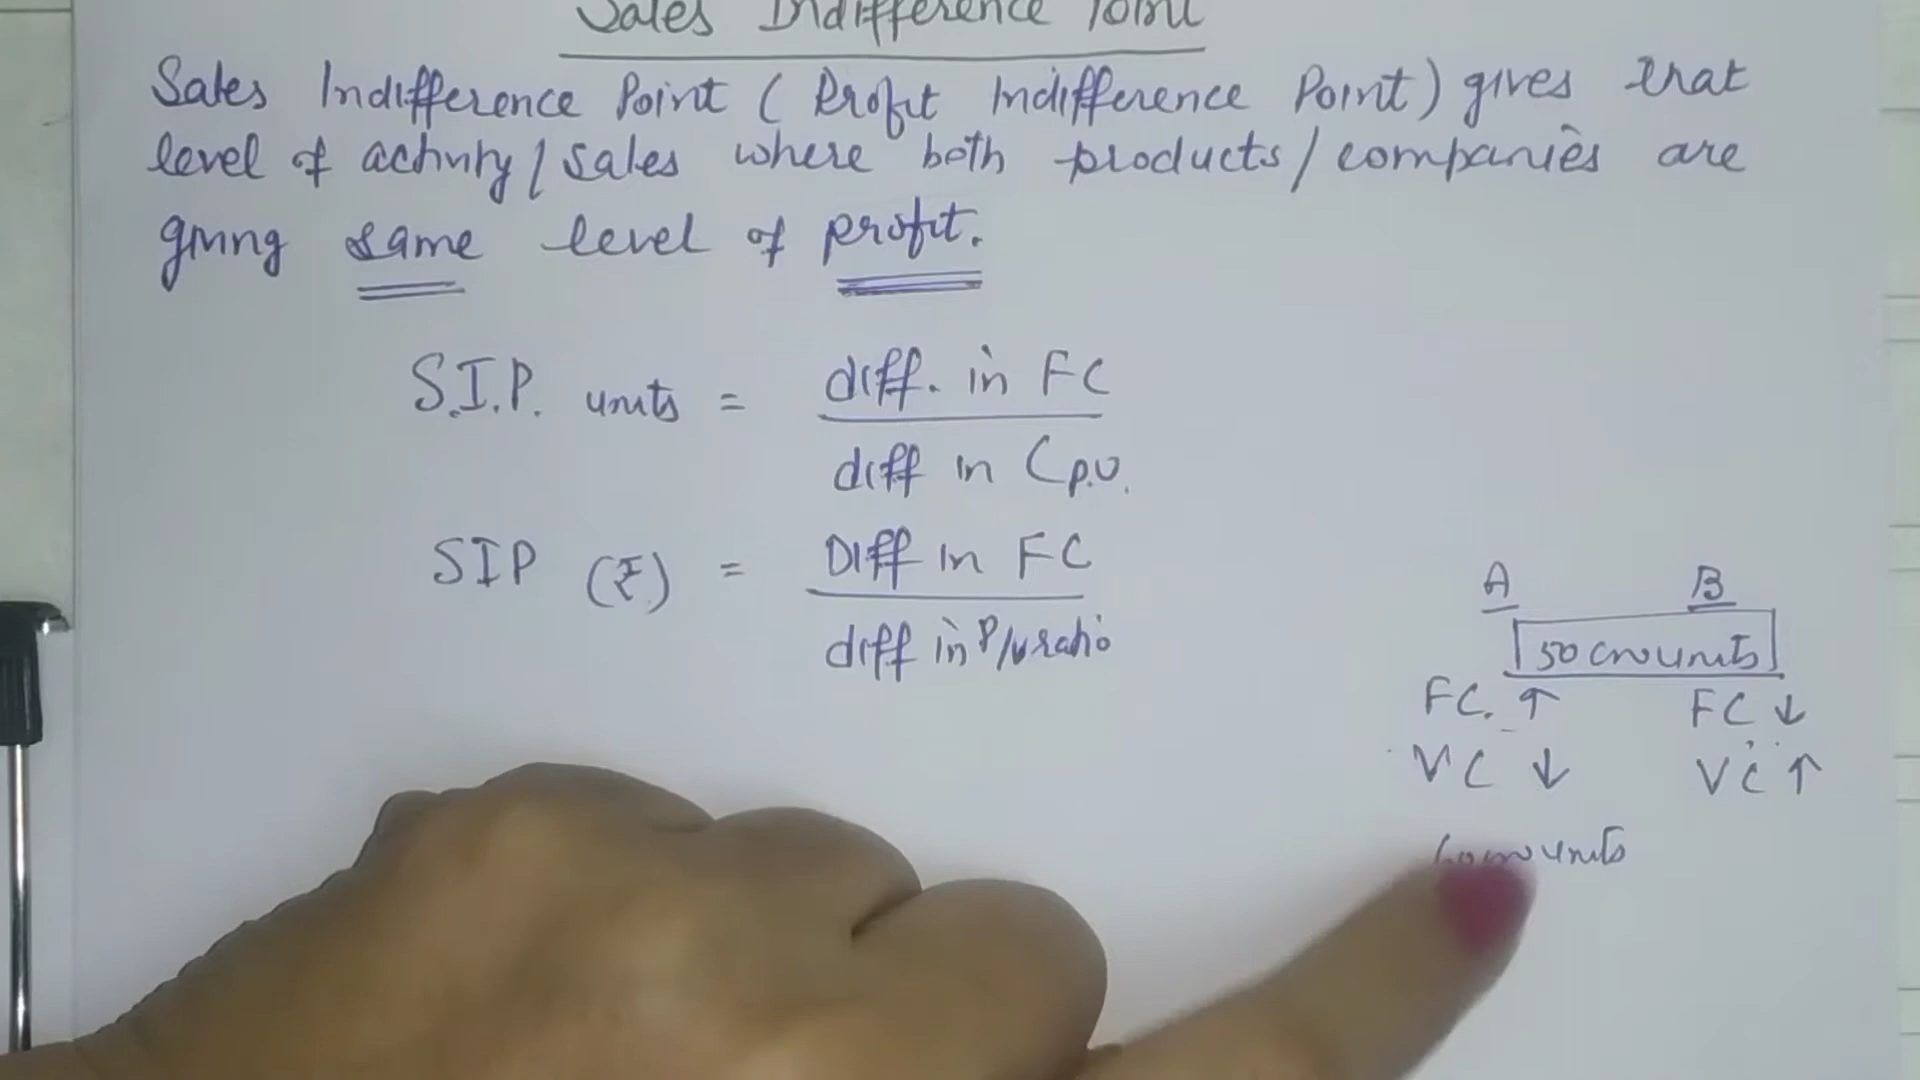 Sales Indifference Point
Sales Indifference Point ( Profit Indifference Point ) gives that
level of activity / sales where both products / companies are
giving same level of profit.
S.I.P. units = diff. in FC
diff in Cp.u.
SIP (₹) = Diff in FC
diff in P/v ratio
A B
units
FC. ↑ FC ↓
VC ↓ VC ↑
units